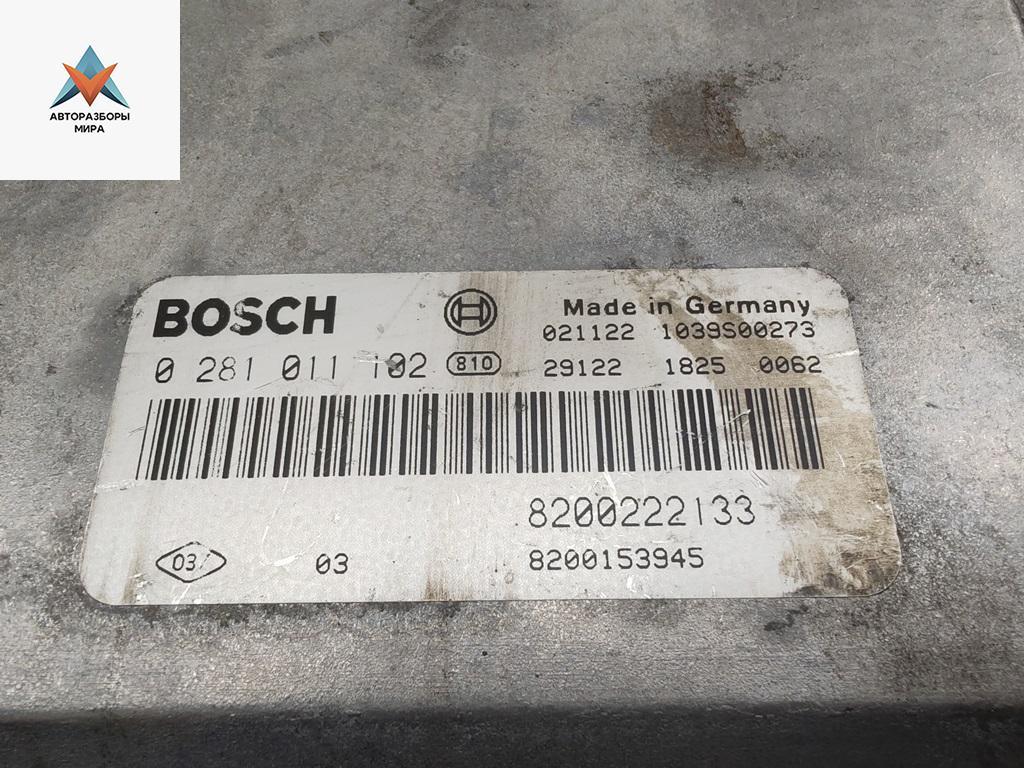 АВТОРАЗБОРЫ
МИРА
BOSCH
Made in Germany
021122 1039S00273
0 281 011 102 810
29122 1825 0062
8200222133
03
03
8200153945